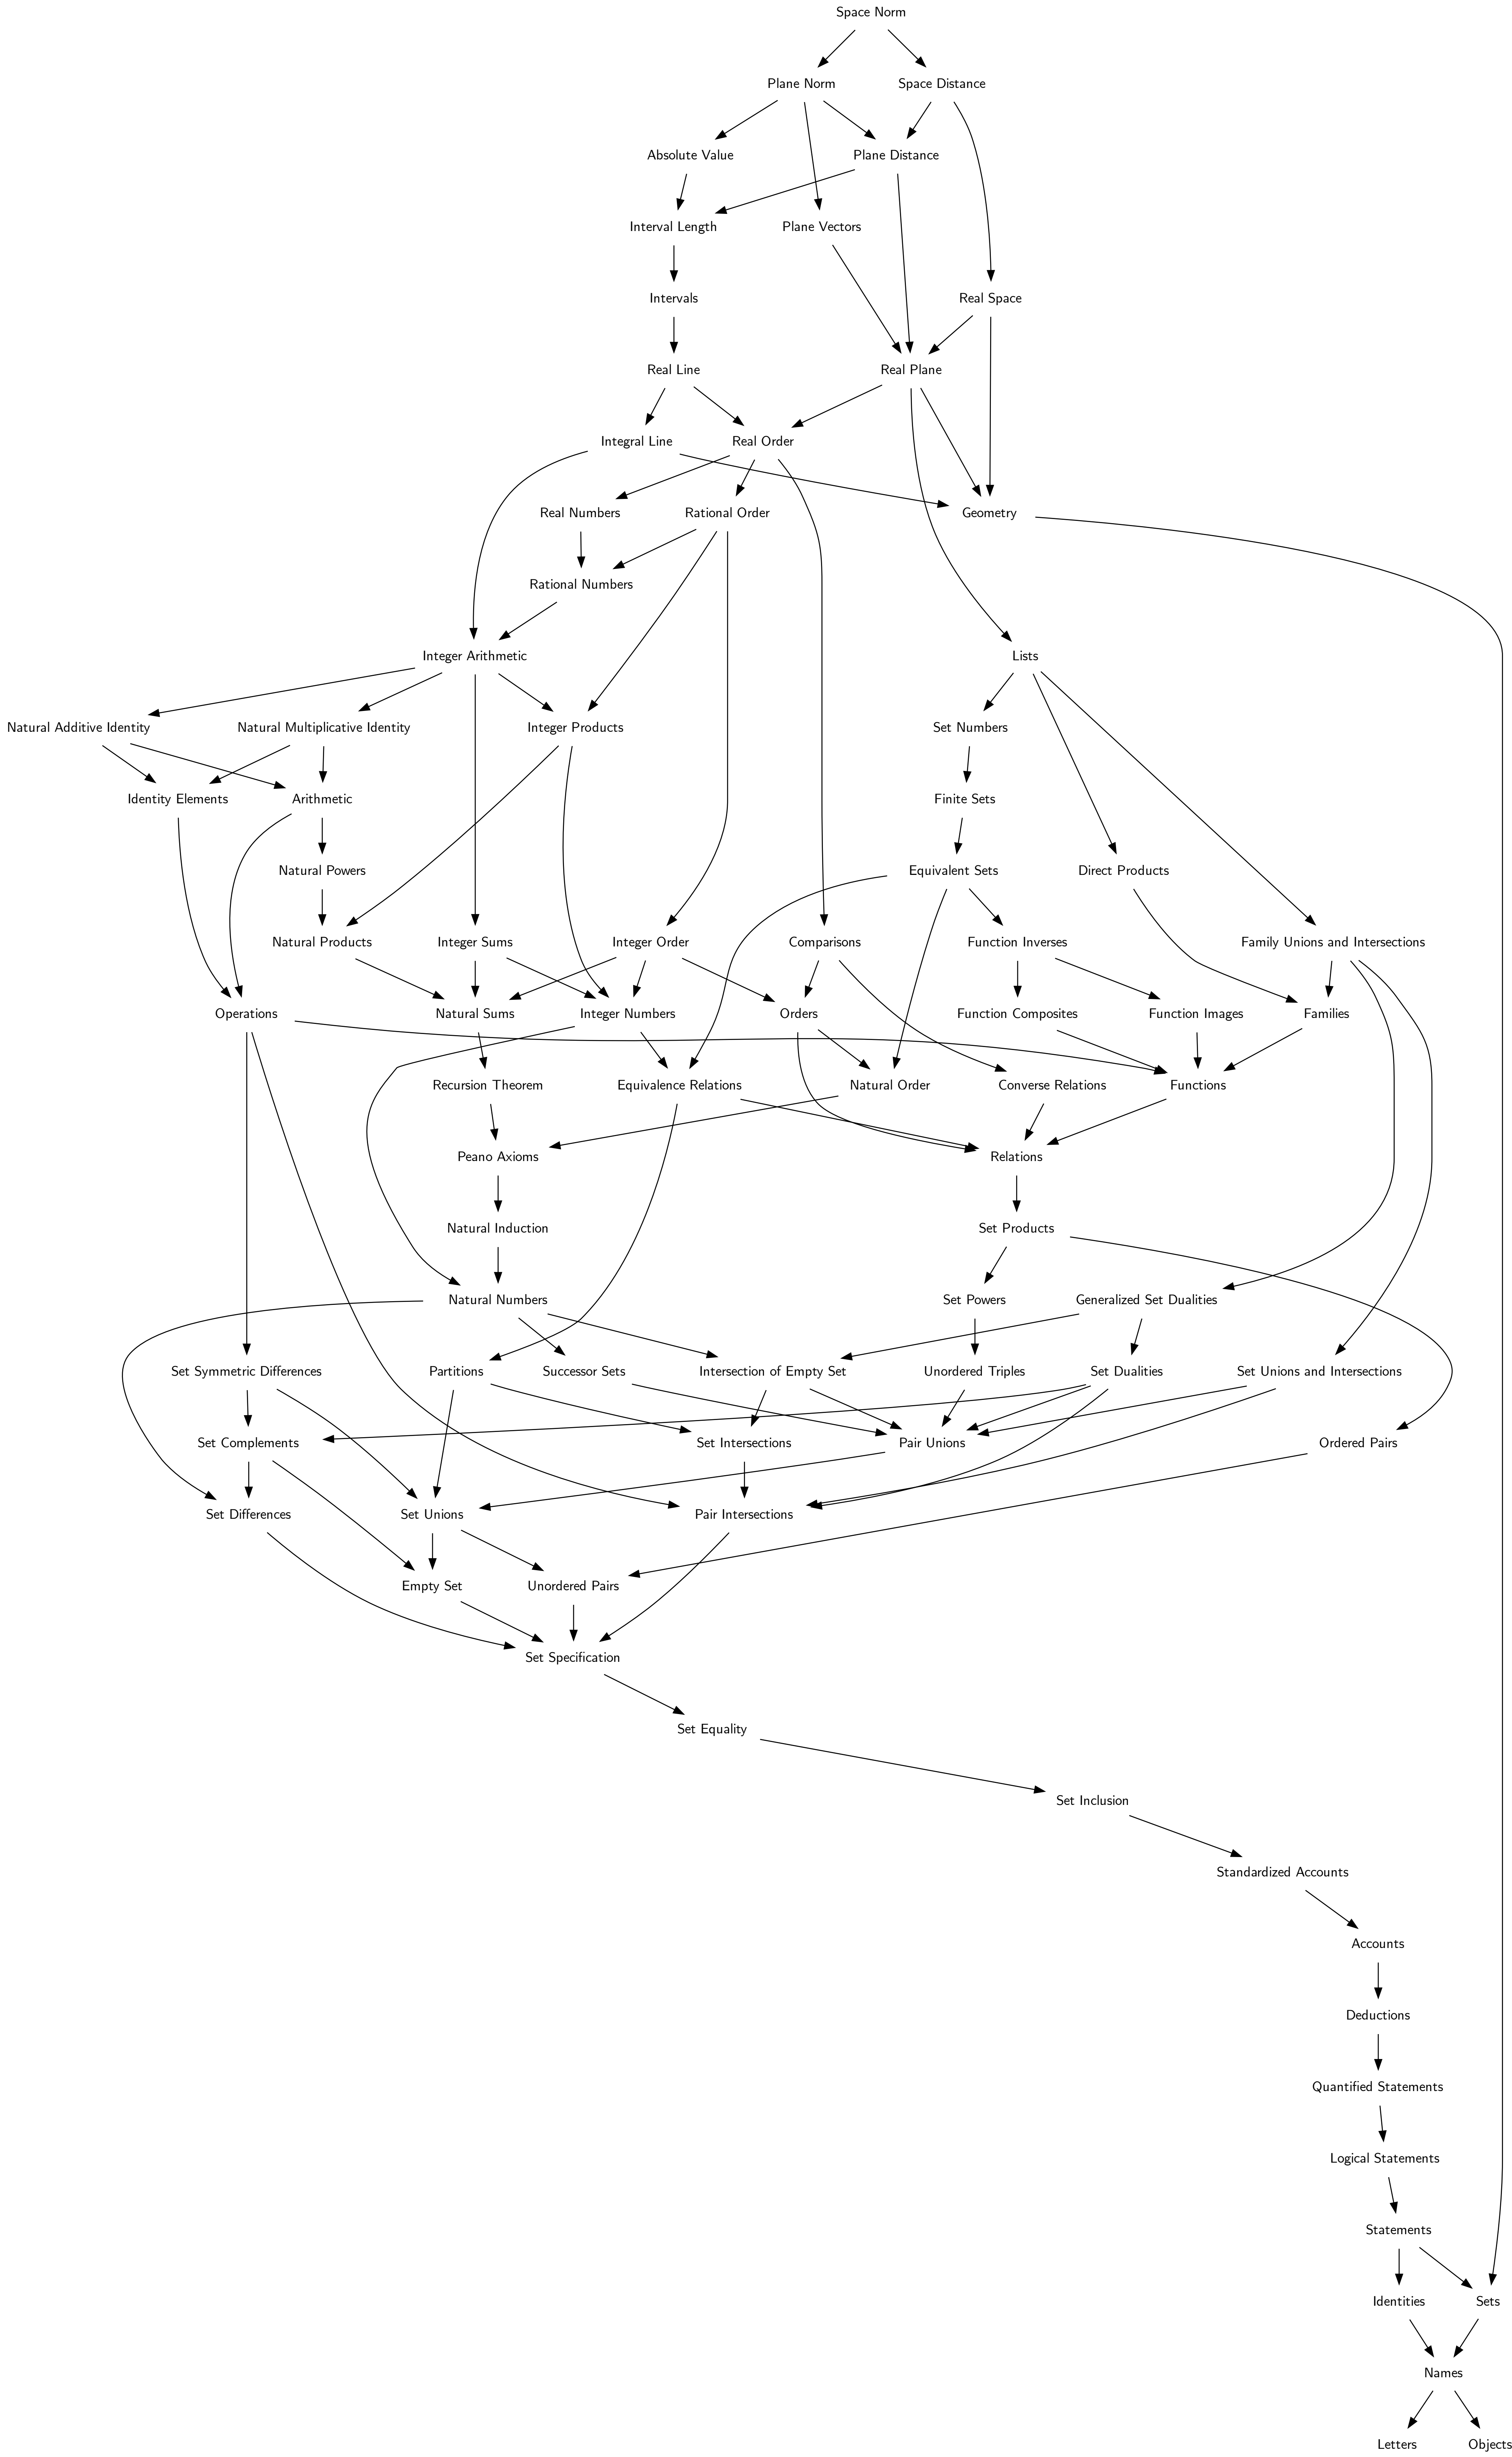 Space Norm
Plane Norm
Space Distance
Absolute Value
Plane Distance
Interval Length
Plane Vectors
Intervals
Real Space
Real Line
Real Plane
Integral Line
Real Order
Real Numbers
Rational Order
Geometry
Rational Numbers
Integer Arithmetic
Lists
Natural Additive Identity
Natural Multiplicative Identity
Integer Products
Set Numbers
Identity Elements
Arithmetic
Finite Sets
Natural Powers
Equivalent Sets
Direct Products
Natural Products
Integer Sums
Integer Order
Comparisons
Function Inverses
Family Unions and Intersections
Operations
Natural Sums
Integer Numbers
Orders
Function Composites
Function Images
Families
Recursion Theorem
Equivalence Relations
Natural Order
Converse Relations
Functions
Peano Axioms
Relations
Natural Induction
Set Products
Natural Numbers
Set Powers
Generalized Set Dualities
Set Symmetric Differences
Partitions
Successor Sets
Intersection of Empty Set
Unordered Triples
Set Dualities
Set Unions and Intersections
Set Complements
Set Intersections
Pair Unions
Ordered Pairs
Set Differences
Set Unions
Pair Intersections
Empty Set
Unordered Pairs
Set Specification
Set Equality
Set Inclusion
Standardized Accounts
Accounts
Deductions
Quantified Statements
Logical Statements
Statements
Identities
Sets
Names
Letters
Objects